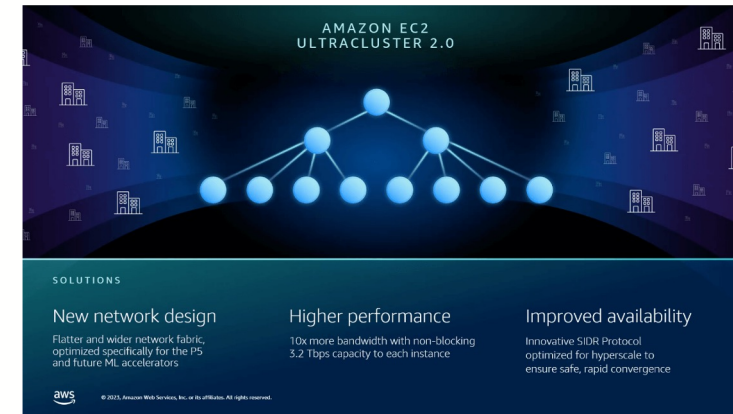 AMAZON EC2
ULTRACLUSTER 2.0
SOLUTIONS
New network design
Flatter and wider network fabric,
optimized specifically for the P5
and future ML accelerators
Higher performance
10x more bandwidth with non-blocking
3.2 Tbps capacity to each instance
Improved availability
Innovative SIDR Protocol
optimized for hyperscale to
ensure safe, rapid convergence
aws
© 2023, Amazon Web Services, Inc. or its affiliates. All rights reserved.